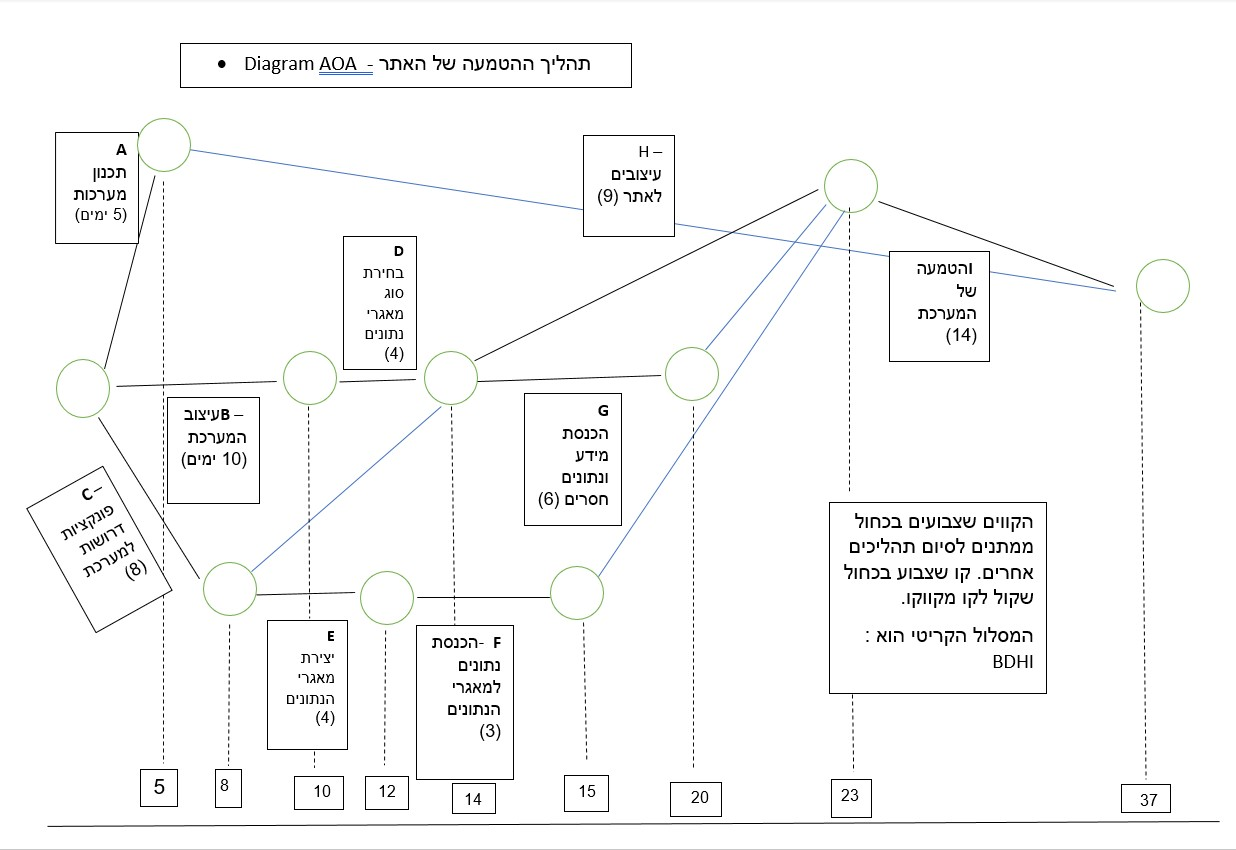 • Diagram AOA - תהליך ההטמעה של האתר
A
תכנון
מערכות
(5 ימים)
H –
עיצובים
לאתר (9)
D
בחירת
סוג
מאגרי
נתונים
(4)
Iהטמעה
של
המערכת
(14)
– Bעיצוב
המערכת
(10 ימים)
G
הכנסת
מידע
ונתונים
חסרים (6)
C –
פונקציות
דרושות
למערכת
(8)
הקווים שצבועים בכחול
ממתנים לסיום תהליכים
אחרים. קו שצבוע בכחול
שקול לקו מקווקו.
המסלול הקריטי הוא :
BDHI
E
יצירת
מאגרי
הנתונים
(4)
F -הכנסת
נתונים
למאגרי
הנתונים
(3)
5
8
10
12
14
15
20
23
37